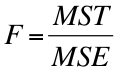 F = MST / MSE